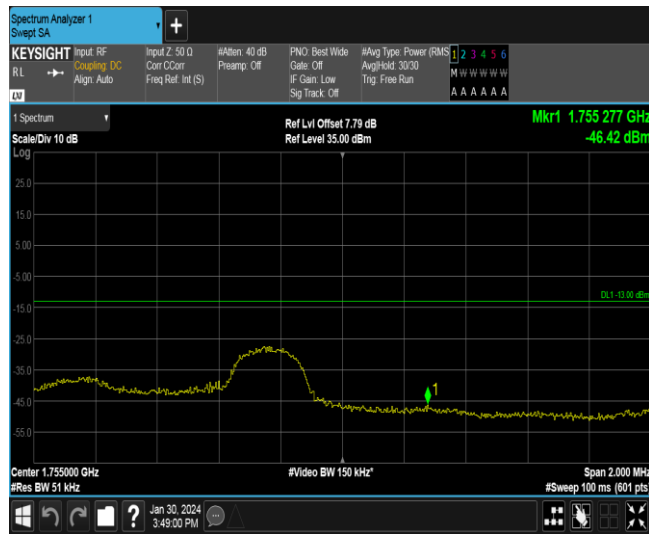 Spectrum Analyzer 1
Swept SA
+
KEYSIGHT
RL
LXI
Input: RF
Coupling: DC
Align: Auto
Input Z: 50 Ω
Corr CCorr
Freq Ref: Int (S)
#Atten: 40 dB
Preamp: Off
PNO: Best Wide
Gate: Off
IF Gain: Low
Sig Track: Off
#Avg Type: Power (RMS
Avg|Hold: 30/30
Trig: Free Run
1 2 3 4 5 6
M W W W W W
A A A A A A
1 Spectrum
Scale/Div 10 dB
Log
Ref Lvl Offset 7.79 dB
Ref Level 35.00 dBm
Mkr1 1.755 277 GHz
-46.42 dBm
25.0
15.0
5.00
-5.00
-15.0
-25.0
-35.0
-45.0
-55.0
DL1 -13.00 dBm
1
Center 1.755000 GHz
#Res BW 51 kHz
#Video BW 150 kHz*
Span 2.000 MHz
#Sweep 100 ms (601 pts
?
Jan 30, 2024
3:49:00 PM